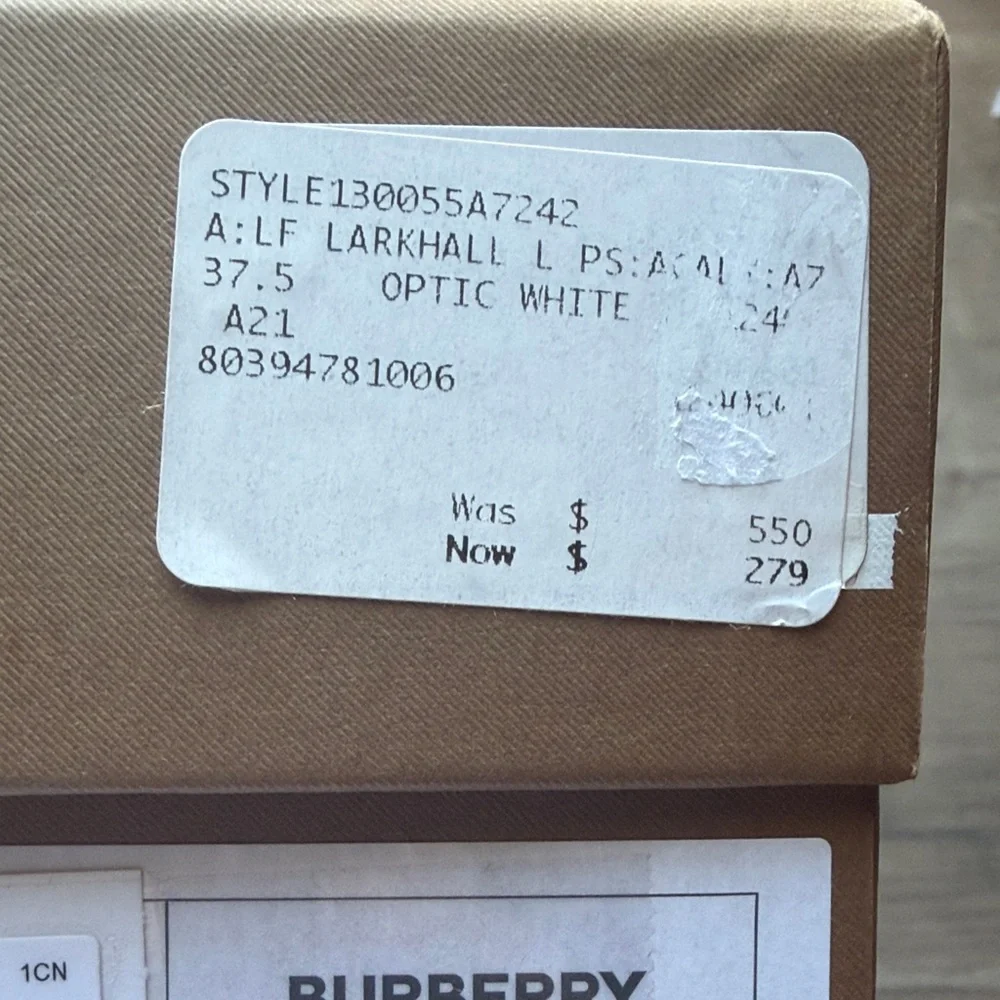 STYLE130055A7242
A:LF LARKHALL L
37.5 OPTIC WHITE
A21
80394781006
Was $ 550
Now $ 279
1CN
BURBERRY